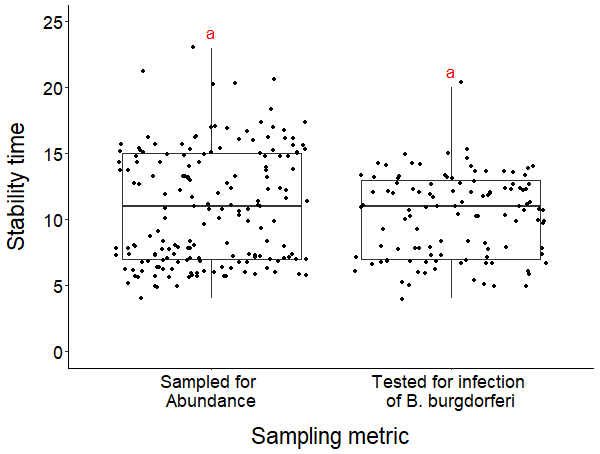 25
20
15
10
5
0
Stability time
a
a
Sampled for
Abundance
Tested for infection
of B. burgdorferi
Sampling metric